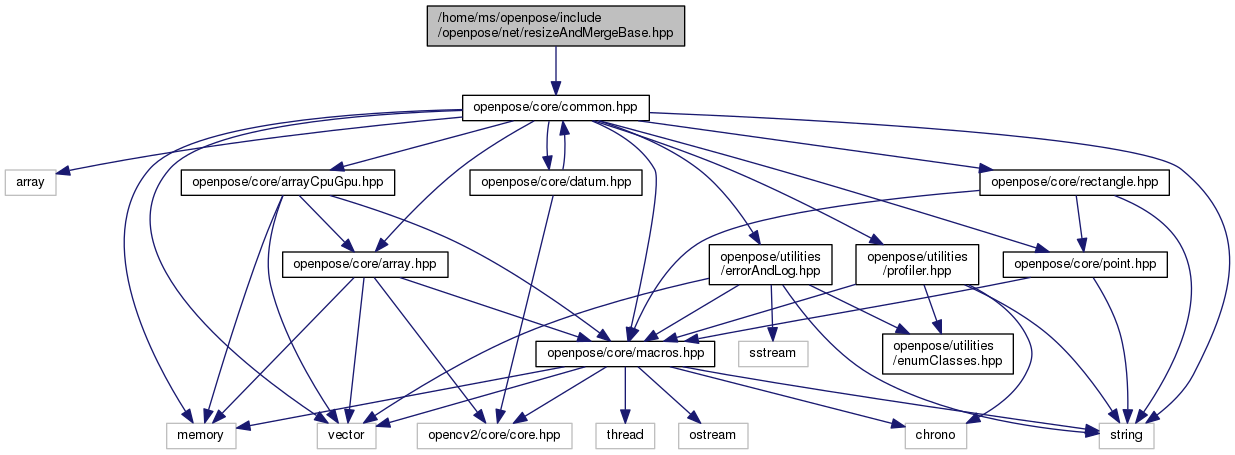 /home/ms/openpose/include
/openpose/net/resizeAndMergeBase.hpp
openpose/core/common.hpp
array
openpose/core/arrayCpuGpu.hpp
openpose/core/datum.hpp
openpose/core/rectangle.hpp
openpose/core/array.hpp
openpose/utilities
/errorAndLog.hpp
openpose/utilities
/profiler.hpp
openpose/core/point.hpp
openpose/core/macros.hpp
sstream
openpose/utilities
/enumClasses.hpp
memory
vector
opencv2/core/core.hpp
thread
ostream
chrono
string